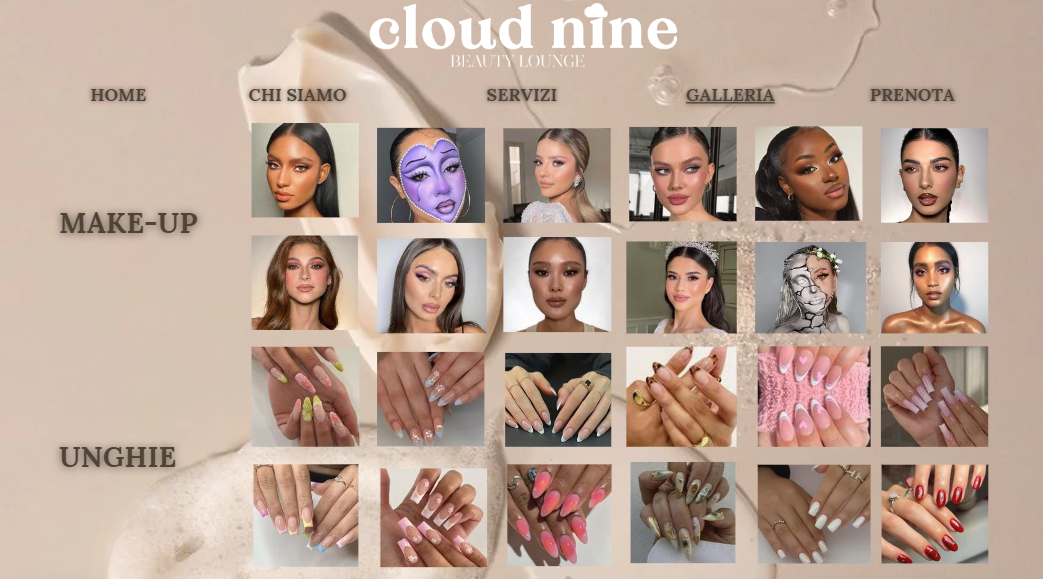 cloud nine
BEAUTY LOUNGE
HOME CHI SIAMO SERVIZI GALLERIA PRENOTA
MAKE-UP
UNGHIE